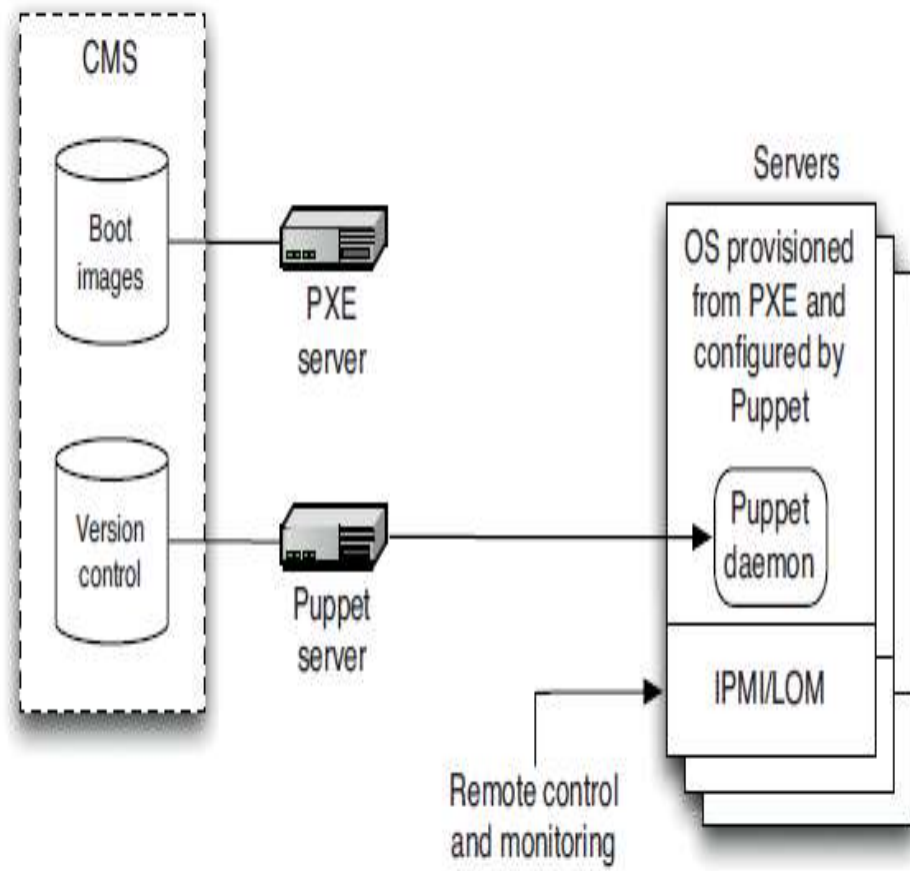 CMS
Boot
images
PXE
server
Version
control
Puppet
server
Servers
OS provisioned
from PXE and
configured by
Puppet
Puppet
daemon
IPMI/LOM
Remote control
and monitoring